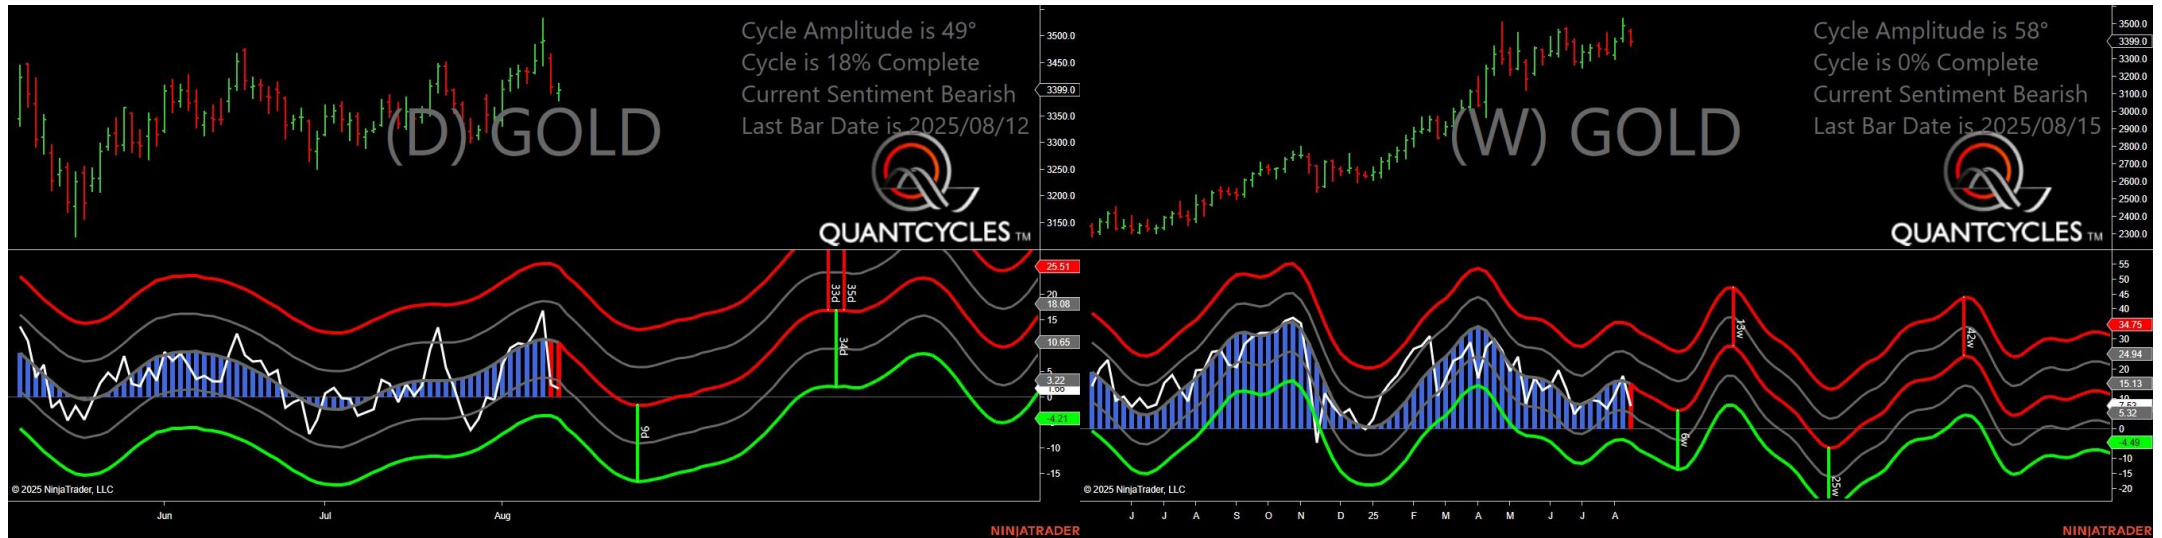 Cycle Amplitude is 49°
Cycle is 18% Complete
Current Sentiment Bearish
Last Bar Date is 2025/08/12
(D) GOLD
QUANTCYCLES TM
3500.0
3450.0
3399.0
3350.0
3300.0
3250.0
3200.0
3150.0
25.51
20
18.08
15
10.65
5
3.22
0
-4.21
-10
-15
33d
35d
34d
9d
© 2025 NinjaTrader, LLC
Jun
Jul
Aug
NINJATRADER
Cycle Amplitude is 58°
Cycle is 0% Complete
Current Sentiment Bearish
Last Bar Date is 2025/08/15
(W) GOLD
QUANTCYCLES TM
3500.0
3399.0
3300.0
3200.0
3100.0
3000.0
2900.0
2800.0
2700.0
2600.0
2500.0
2400.0
2300.0
55
50
45
40
34.75
30
24.94
20
15.13
10
5.32
0
-4.49
-10
-15
-20
13w
42w
6w
25w
© 2025 NinjaTrader, LLC
J
J
A
S
O
N
D
25
F
M
A
M
J
J
A
NINJATRADER